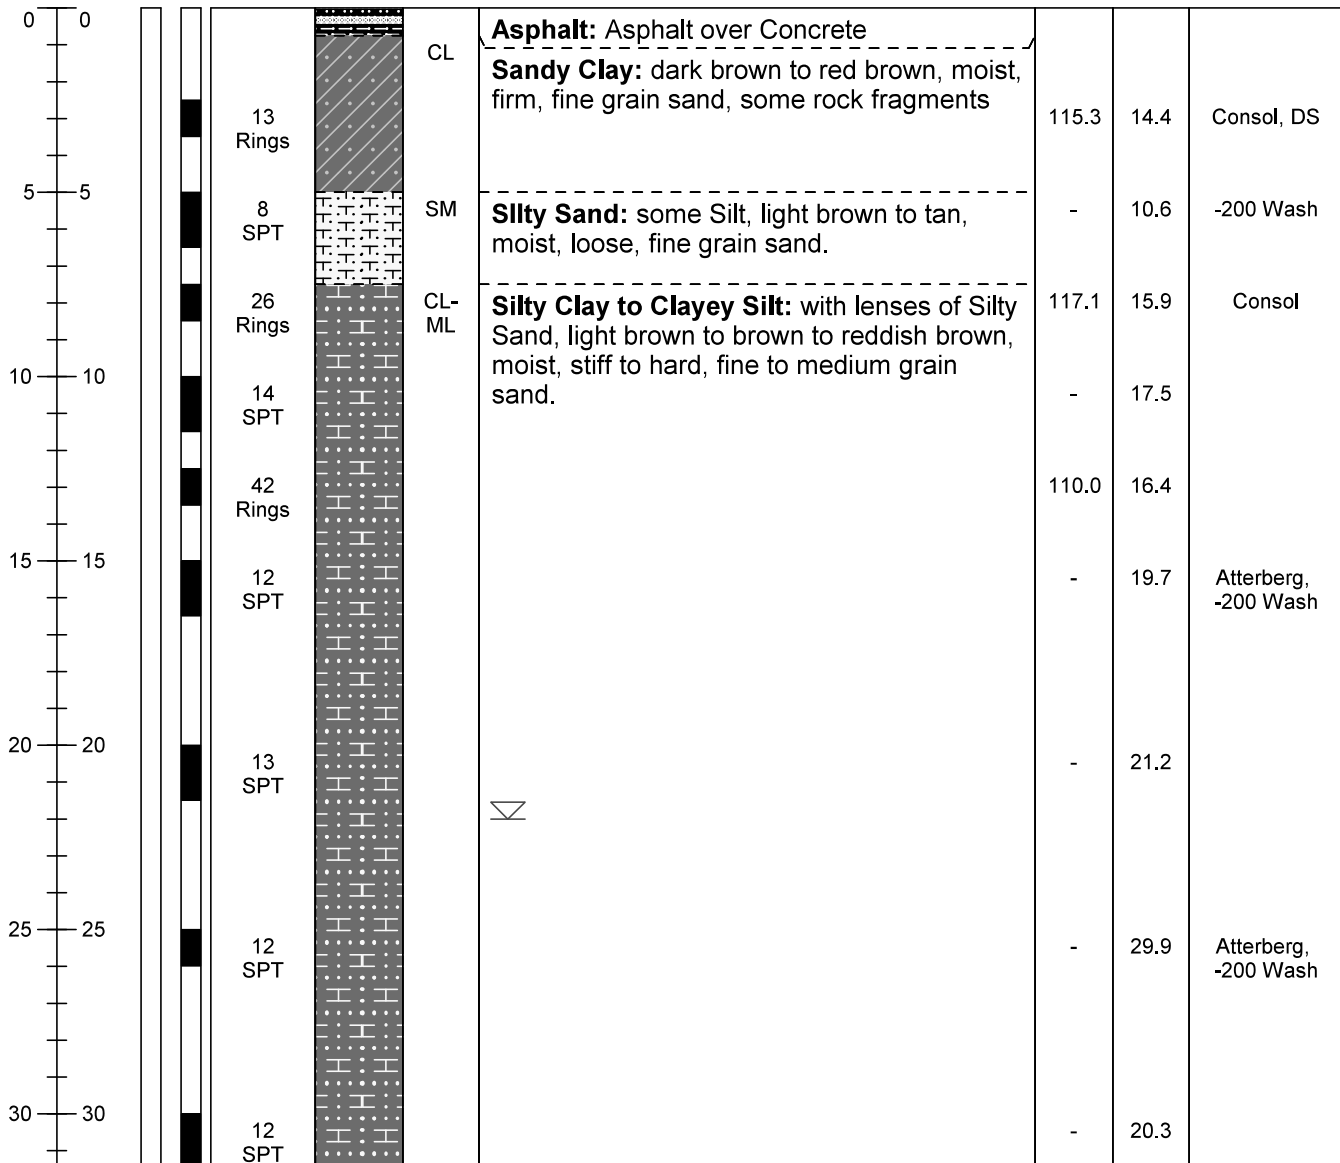 0 0
Asphalt: Asphalt over Concrete
CL
Sandy Clay: dark brown to red brown, moist,
firm, fine grain sand, some rock fragments
13
Rings
115.3 14.4 Consol, DS
5 5
8
SPT
SM
SIlty Sand: some Silt, light brown to tan,
moist, loose, fine grain sand.
- 10.6 -200 Wash
26
Rings
CL-
ML
Silty Clay to Clayey Silt: with lenses of Silty
Sand, light brown to brown to reddish brown,
moist, stiff to hard, fine to medium grain
sand.
117.1 15.9 Consol
10 10
14
SPT
- 17.5
42
Rings
110.0 16.4
15 15
12
SPT
- 19.7 Atterberg,
-200 Wash
20 20
13
SPT
- 21.2
25 25
12
SPT
- 29.9 Atterberg,
-200 Wash
30 30
12
SPT
- 20.3